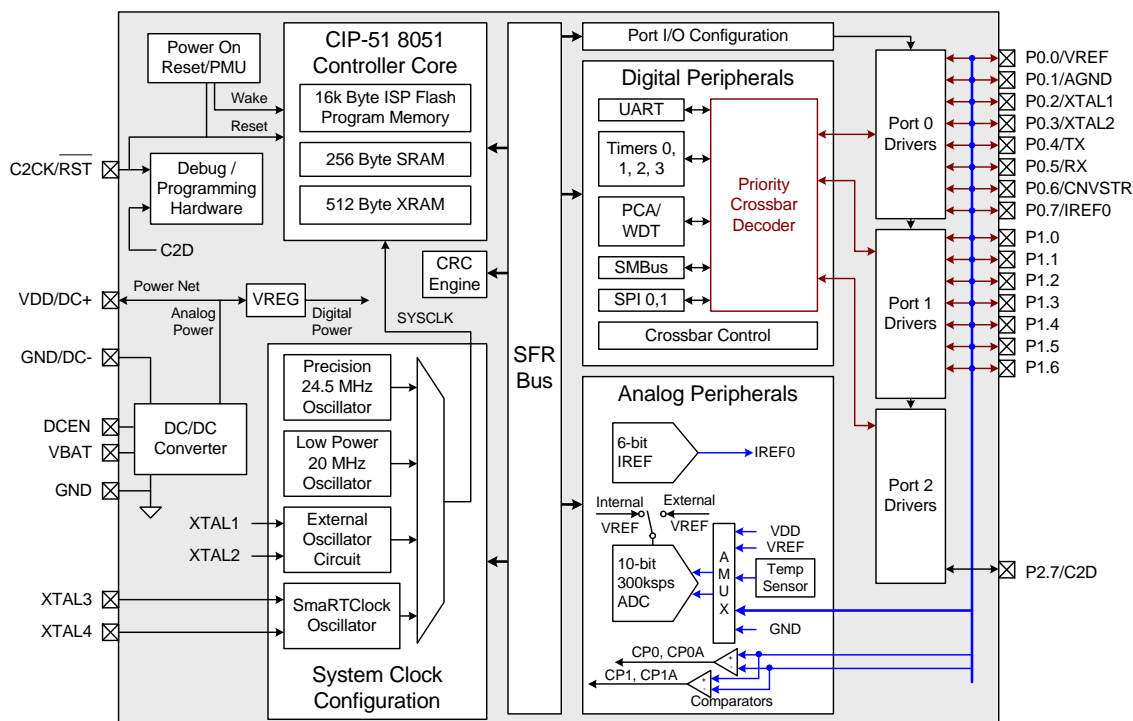 Power On
Reset/PMU
Wake
Reset
C2CK/RST
Debug /
Programming
Hardware
C2D
CIP-51 8051
Controller Core
16k Byte ISP Flash
Program Memory
256 Byte SRAM
512 Byte XRAM
VDD/DC+
Power Net
Analog
Power
VREG
Digital
Power
CRC
Engine
SYSCLK
GND/DC-
DCEN
VBAT
GND
DC/DC
Converter
Precision
24.5 MHz
Oscillator
Low Power
20 MHz
Oscillator
XTAL1
XTAL2
External
Oscillator
Circuit
XTAL3
XTAL4
SmaRTClock
Oscillator
System Clock
Configuration
SFR
Bus
Port I/O Configuration
Digital Peripherals
UART
Timers 0,
1, 2, 3
PCA/
WDT
SMBus
SPI 0,1
Priority
Crossbar
Decoder
Crossbar Control
Analog Peripherals
6-bit
IREF
IREF0
Internal
VREF
External
VREF
10-bit
300ksps
ADC
A
M
U
X
VDD
VREF
Temp
Sensor
GND
CP0, CP0A
+
-
CP1, CP1A
+
-
Comparators
Port 0
Drivers
Port 1
Drivers
Port 2
Drivers
P0.0/VREF
P0.1/AGND
P0.2/XTAL1
P0.3/XTAL2
P0.4/TX
P0.5/RX
P0.6/CNVSTR
P0.7/IREF0
P1.0
P1.1
P1.2
P1.3
P1.4
P1.5
P1.6
P2.7/C2D